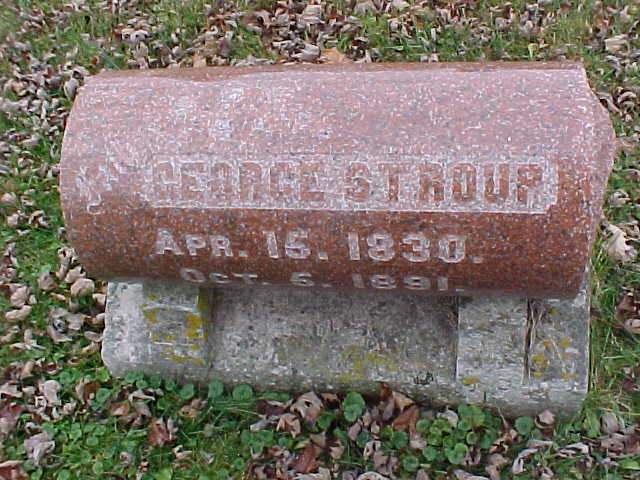 GEORGE STROUP
APR. 15. 1830.
OCT. 5. 1891.